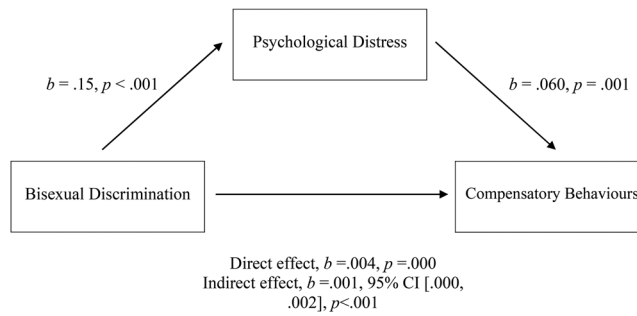 Psychological Distress
b = .15, p < .001
b = .060, p = .001
Bisexual Discrimination
Compensatory Behaviours
Direct effect, b =.004, p =.000
Indirect effect, b =.001, 95% CI [.000,
.002], p<.001